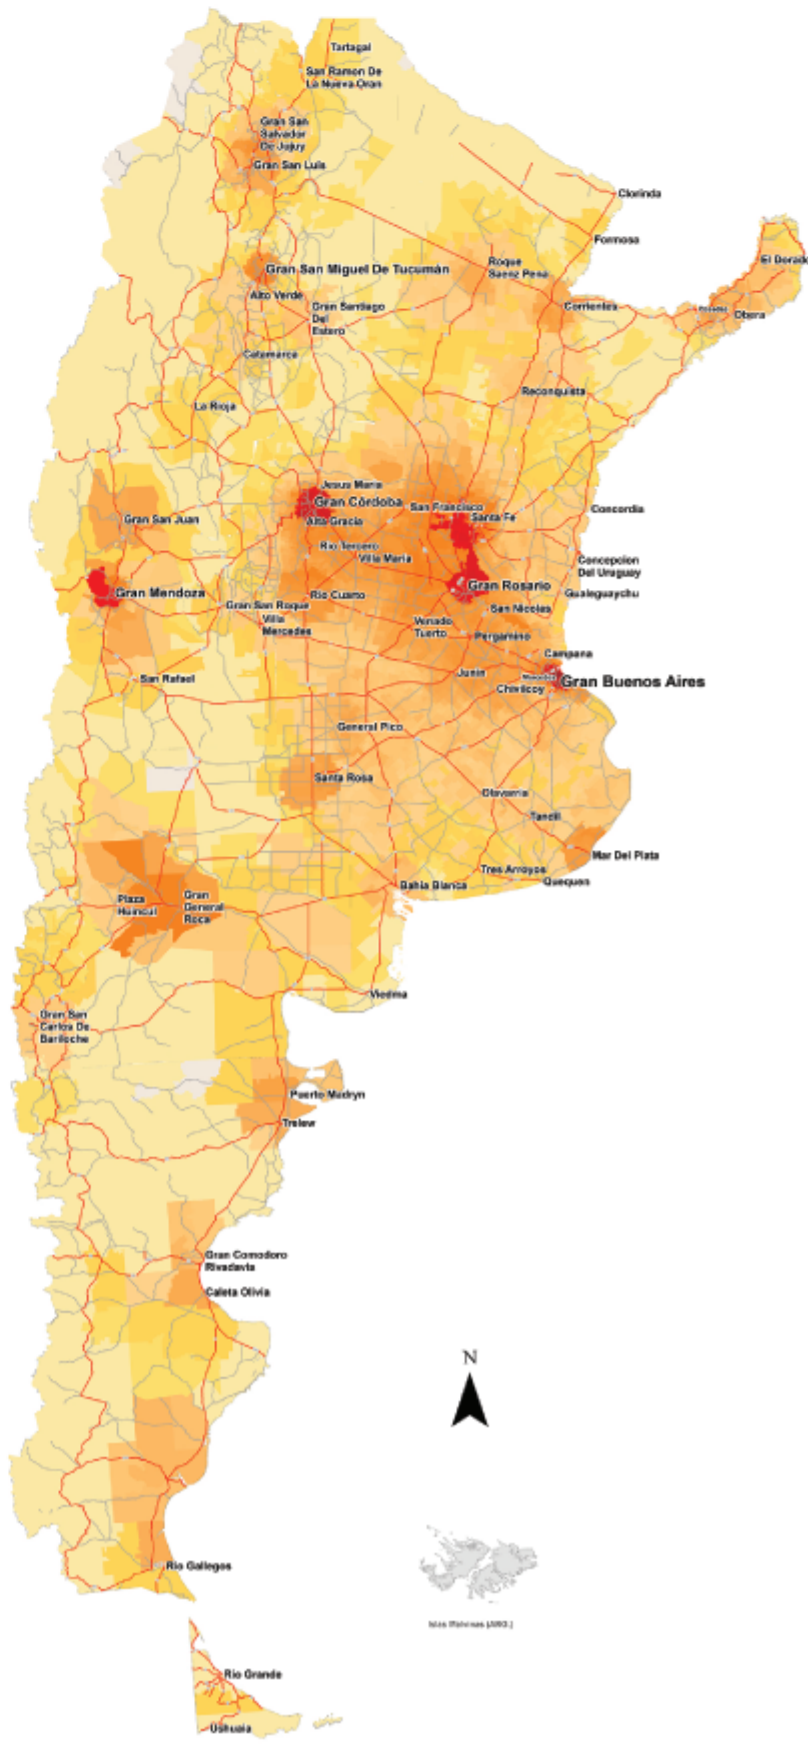 Tartagal
San Ramon De
La Nueva Oran
Gran San
Salvador
De Jujuy
Gran San Luis
Clorinda
Formosa
El Dorado
Roque
Saenz Pena
Gran San Miguel De Tucumán
Alto Verde
Gran Santiago
Del
Estero
Corrientes
Posadas
Obera
Catamarca
Reconquista
La Rioja
Jesus Maria
Gran Córdoba
San Francisco
Santa Fe
Concordia
Gran San Juan
Alta Gracia
Rio Tercero
Villa Maria
Concepcion
Del Uruguay
Gran Mendoza
Rio Cuarto
Gran Rosario
Gualeguaychu
Gran San Roque
Villa
Mercedes
San Nicolas
Venado
Tuerto
Pergamino
Campana
San Rafael
Junin
Chivilcoy
Gran Buenos Aires
General Pico
Santa Rosa
Olavarria
Tandil
Mar Del Plata
Tres Arroyos
Quequen
Bahia Blanca
Plaza
Huincul
Gran
General
Roca
Viedma
Gran San
Carlos De
Bariloche
Puerto Madryn
Trelew
Gran Comodoro
Rivadavia
Caleta Olivia
N
Rio Gallegos
Islas Malvinas (ARG.)
Rio Grande
Ushuaia